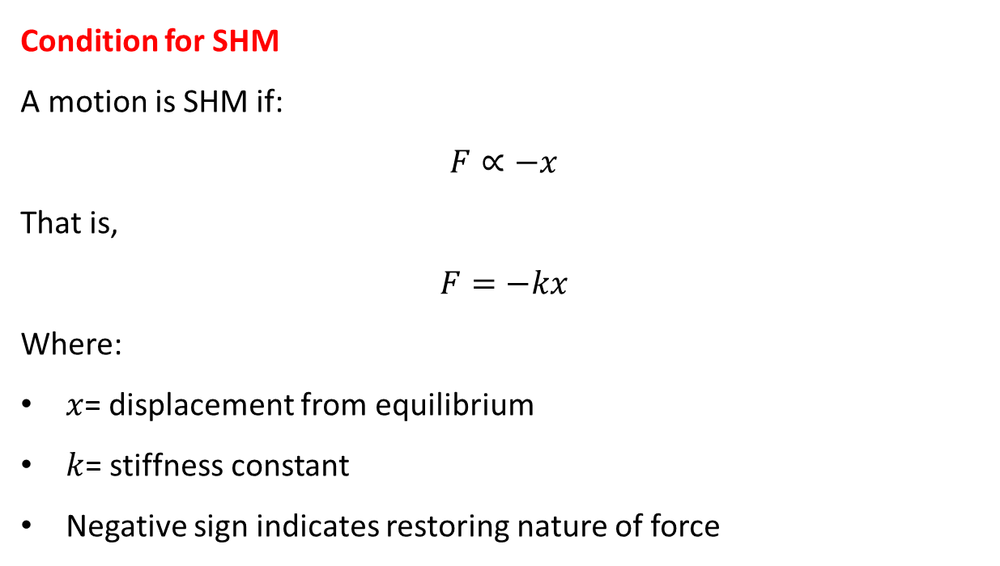 Condition for SHM
A motion is SHM if:
𝐹 ∝ −𝑥
That is,
𝐹 = −𝑘𝑥
Where:
• 𝑥= displacement from equilibrium
• 𝑘= stiffness constant
• Negative sign indicates restoring nature of force